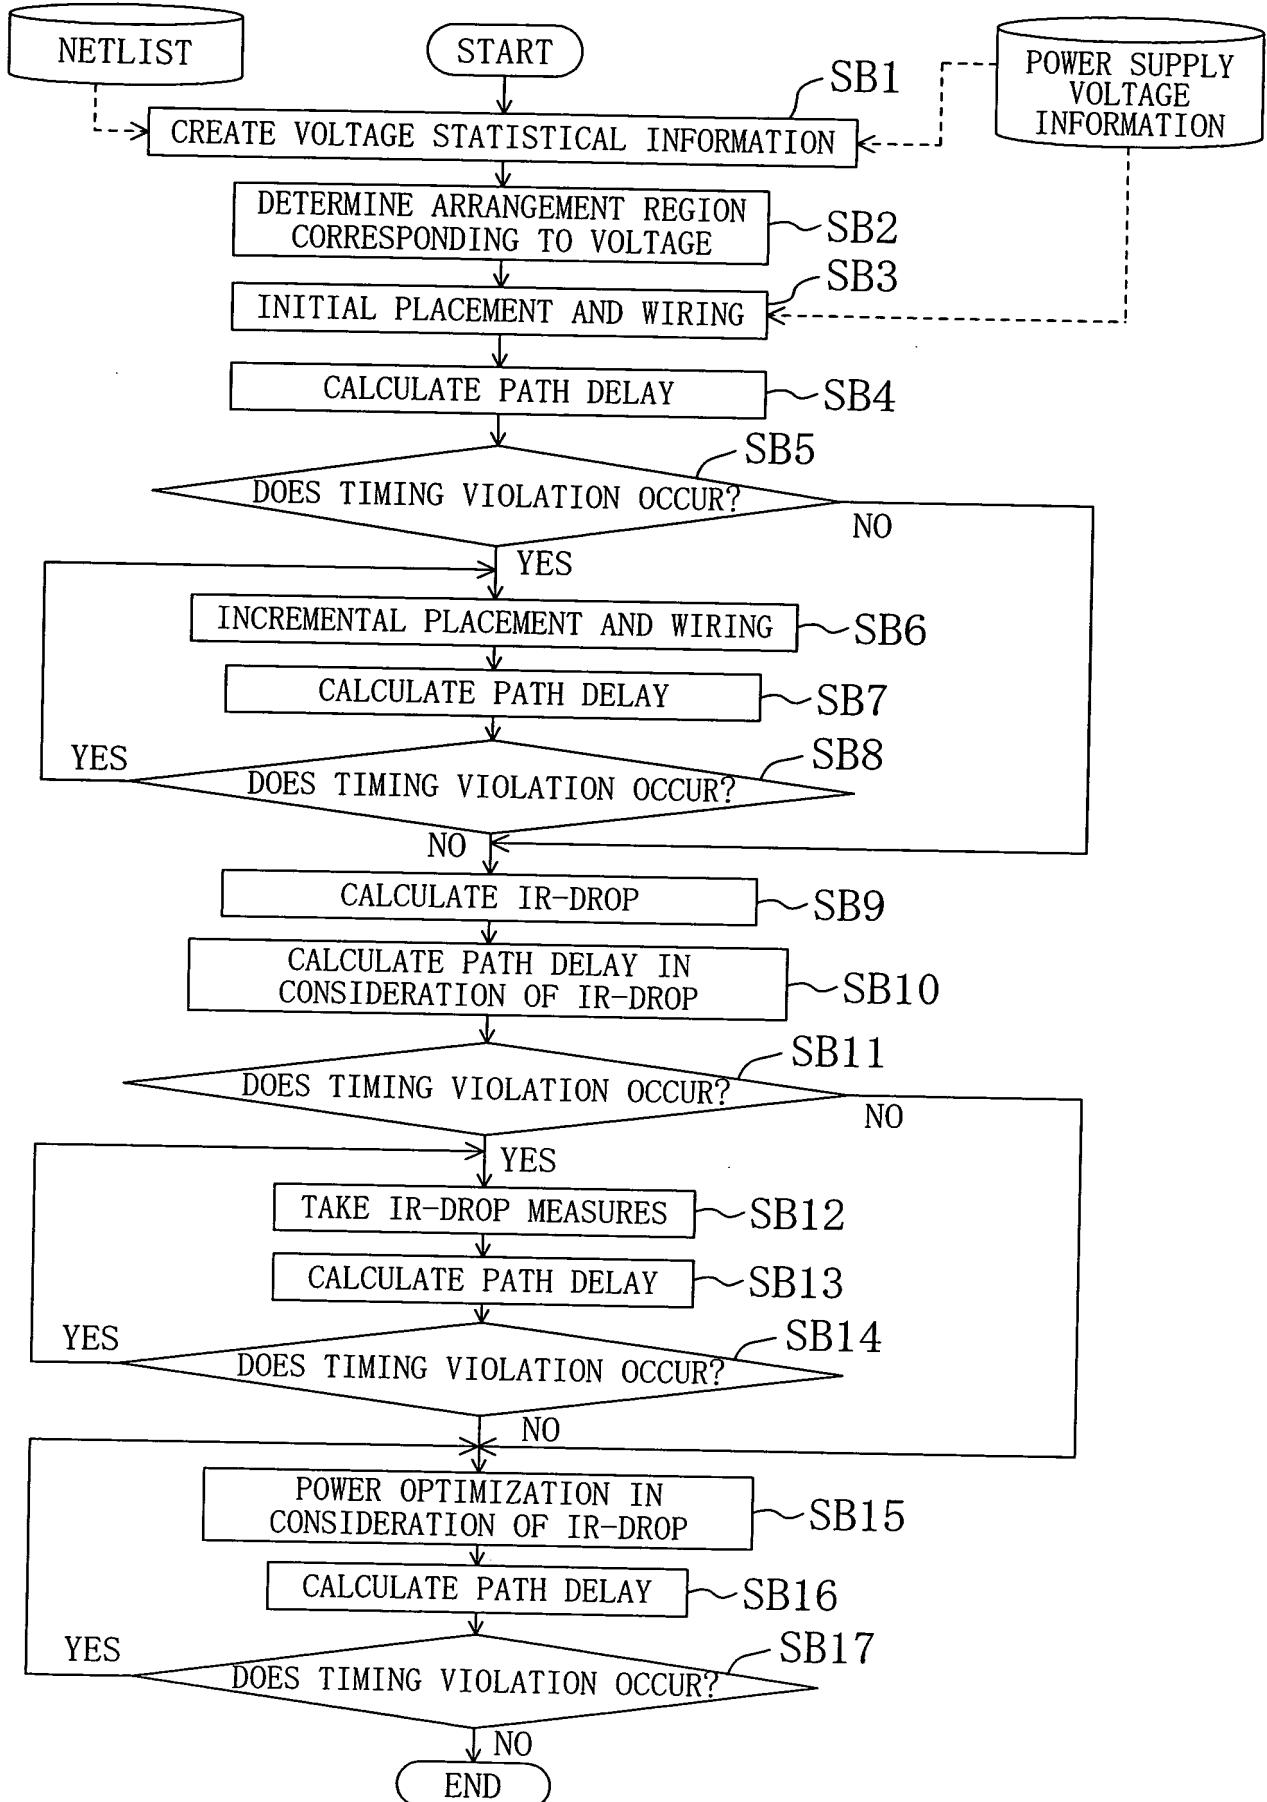 NETLIST
START
POWER SUPPLY
VOLTAGE
INFORMATION
SB1
CREATE VOLTAGE STATISTICAL INFORMATION
DETERMINE ARRANGEMENT REGION
CORRESPONDING TO VOLTAGE
SB2
SB3
INITIAL PLACEMENT AND WIRING
CALCULATE PATH DELAY
SB4
SB5
DOES TIMING VIOLATION OCCUR?
NO
YES
INCREMENTAL PLACEMENT AND WIRING
SB6
CALCULATE PATH DELAY
SB7
YES
SB8
DOES TIMING VIOLATION OCCUR?
NO
CALCULATE IR-DROP
SB9
CALCULATE PATH DELAY IN
CONSIDERATION OF IR-DROP
SB10
SB11
DOES TIMING VIOLATION OCCUR?
NO
YES
TAKE IR-DROP MEASURES
SB12
CALCULATE PATH DELAY
SB13
YES
SB14
DOES TIMING VIOLATION OCCUR?
NO
POWER OPTIMIZATION IN
CONSIDERATION OF IR-DROP
SB15
CALCULATE PATH DELAY
SB16
YES
SB17
DOES TIMING VIOLATION OCCUR?
NO
END